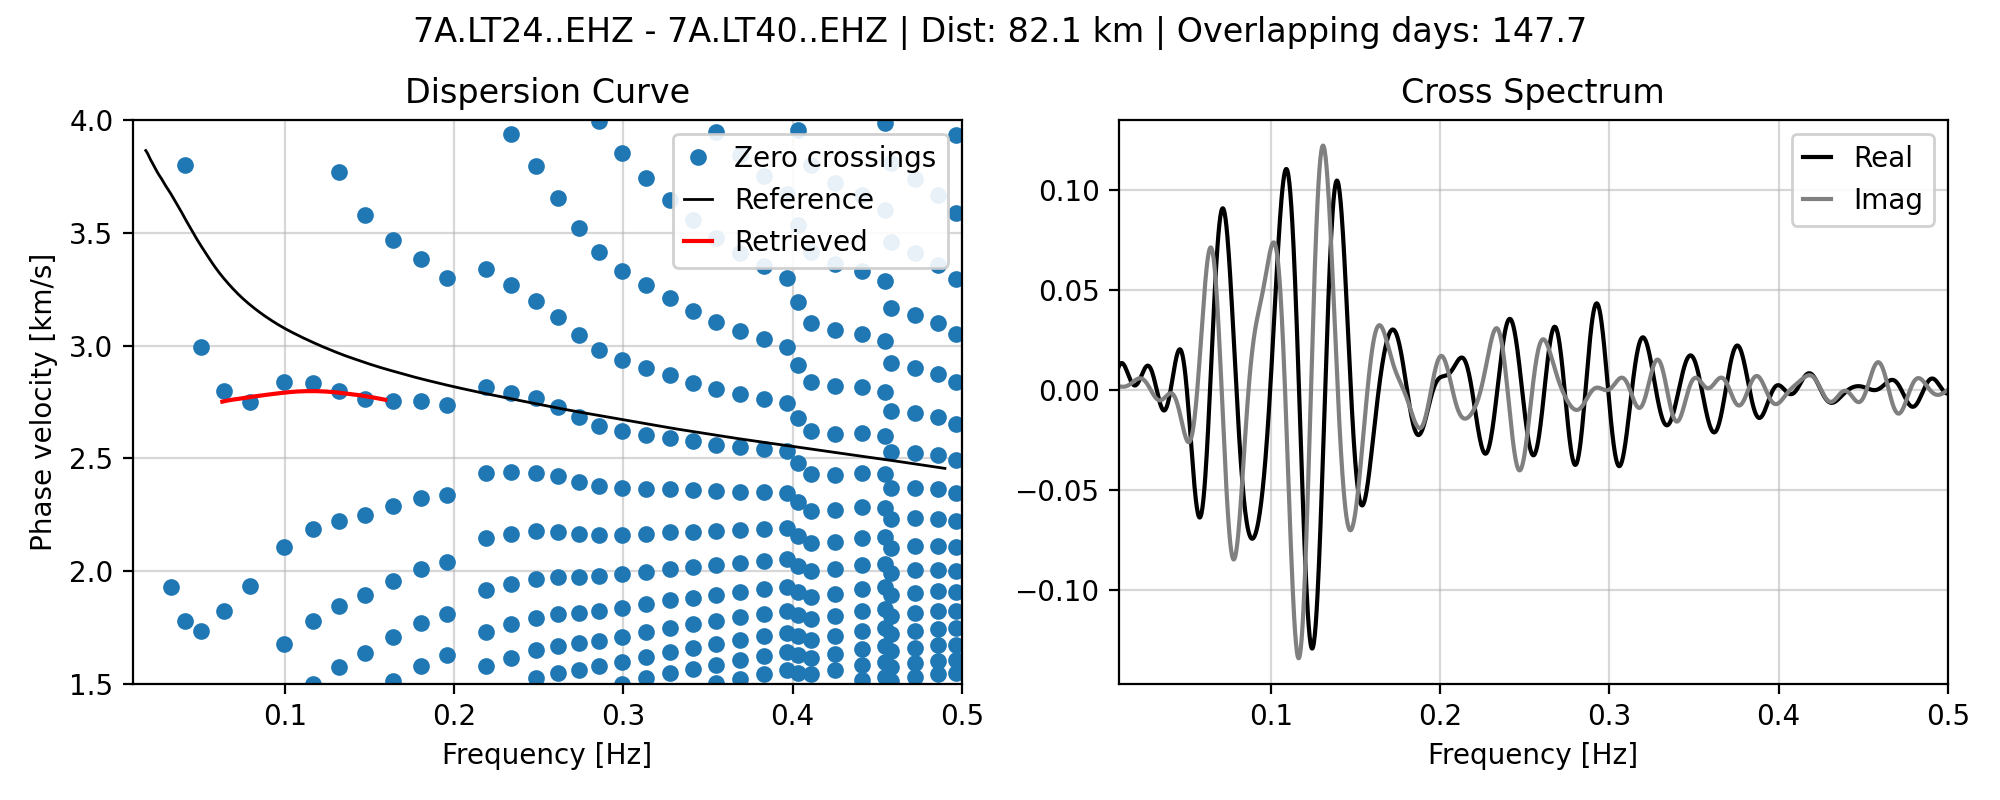 7A.LT24..EHZ - 7A.LT40..EHZ | Dist: 82.1 km | Overlapping days: 147.7
Dispersion Curve
Phase velocity [km/s]
4.0
3.5
3.0
2.5
2.0
1.5
0.1 0.2 0.3 0.4 0.5
Frequency [Hz]
Zero crossings
Reference
Retrieved
Cross Spectrum
0.10
0.05
0.00
−0.05
−0.10
0.1 0.2 0.3 0.4 0.5
Frequency [Hz]
Real
Imag